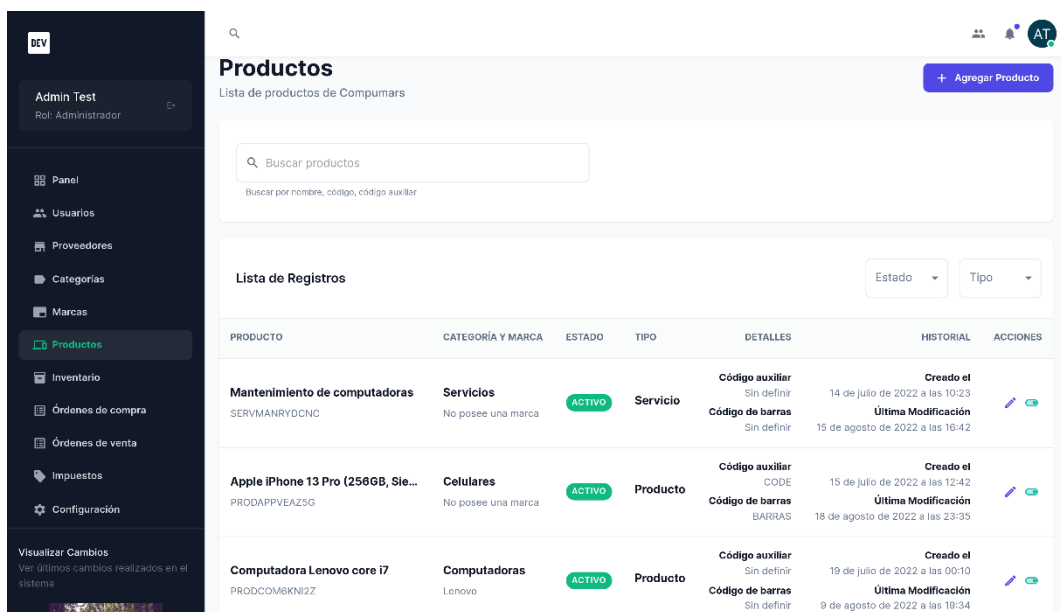 DEV
Admin Test
Rol: Administrador
Panel
Usuarios
Proveedores
Categorías
Marcas
Productos
Inventario
Órdenes de compra
Órdenes de venta
Impuestos
Configuración
Visualizar Cambios
Ver últimos cambios realizados en el
sistema
AT
Productos
Lista de productos de Compumars
+ Agregar Producto
Buscar productos
Buscar por nombre, código, código auxiliar
Lista de Registros
Estado
Tipo
PRODUCTO CATEGORÍA Y MARCA ESTADO TIPO DETALLES HISTORIAL ACCIONES
Mantenimiento de computadoras
SERVMANRYDCNC
Servicios
No posee una marca
ACTIVO
Servicio
Código auxiliar
Sin definir
Código de barras
Sin definir
Creado el
14 de julio de 2022 a las 10:23
Última Modificación
15 de agosto de 2022 a las 16:42
Apple iPhone 13 Pro (256GB, Sie...
PRODAPPVEAZ5G
Celulares
No posee una marca
ACTIVO
Producto
Código auxiliar
CODE
Código de barras
BARRAS
Creado el
15 de julio de 2022 a las 12:42
Última Modificación
18 de agosto de 2022 a las 23:35
Computadora Lenovo core i7
PRODCOM6KNI2Z
Computadoras
Lenovo
ACTIVO
Producto
Código auxiliar
Sin definir
Código de barras
Sin definir
Creado el
19 de julio de 2022 a las 00:10
Última Modificación
9 de agosto de 2022 a las 19:34